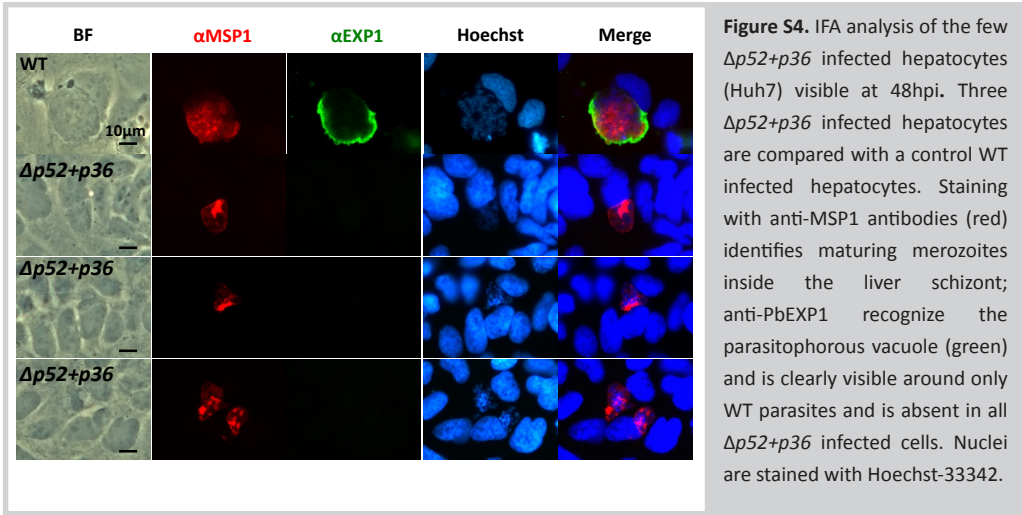 BF αMSP1 αEXP1 Hoechst Merge
WT
10μm
Δp52+p36
Δp52+p36
Δp52+p36
Figure S4. IFA analysis of the few
Δp52+p36 infected hepatocytes
(Huh7) visible at 48hpi. Three
Δp52+p36 infected hepatocytes
are compared with a control WT
infected hepatocytes. Staining
with anti-MSP1 antibodies (red)
identifies maturing merozoites
inside the liver schizont;
anti-PbEXP1 recognize the
parasitophorous vacuole (green)
and is clearly visible around only
WT parasites and is absent in all
Δp52+p36 infected cells. Nuclei
are stained with Hoechst-33342.